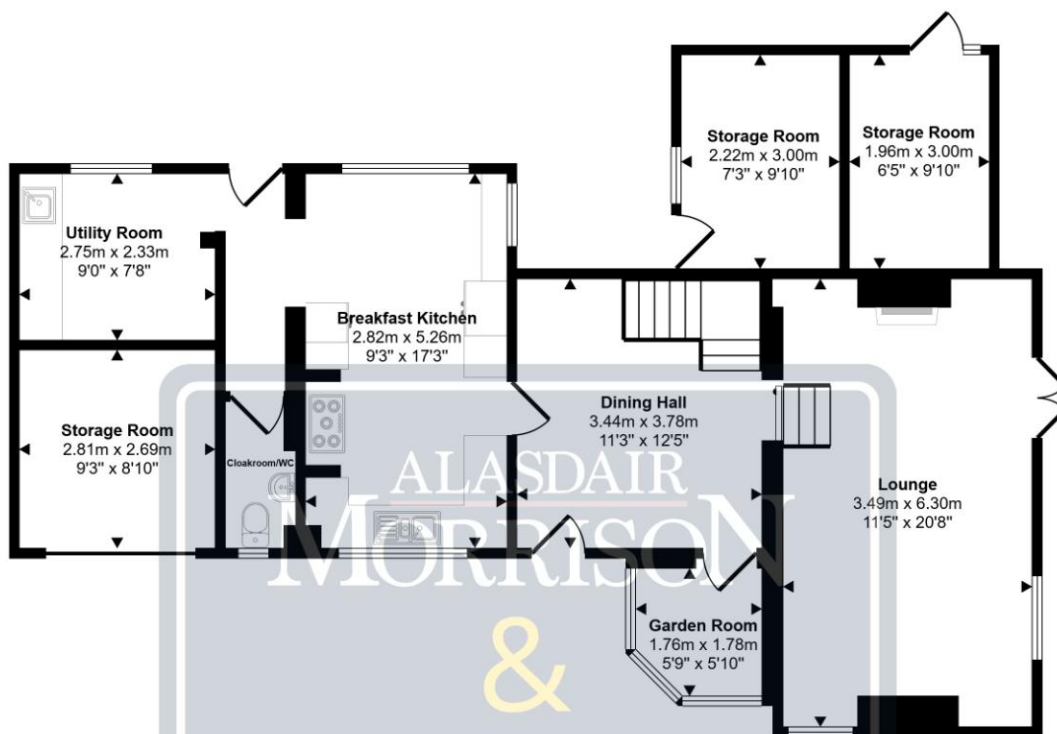 Storage Room
2.22m x 3.00m
7'3" x 9'10"
Storage Room
1.96m x 3.00m
6'5" x 9'10"
Utility Room
2.75m x 2.33m
9'0" x 7'8"
Breakfast Kitchen
2.82m x 5.26m
9'3" x 17'3"
Storage Room
2.81m x 2.69m
9'3" x 8'10"
Cloakroom/WC
Dining Hall
3.44m x 3.78m
11'3" x 12'5"
Lounge
3.49m x 6.30m
11'5" x 20'8"
Garden Room
1.76m x 1.78m
5'9" x 5'10"
ALASDAIR
MORRISON
&